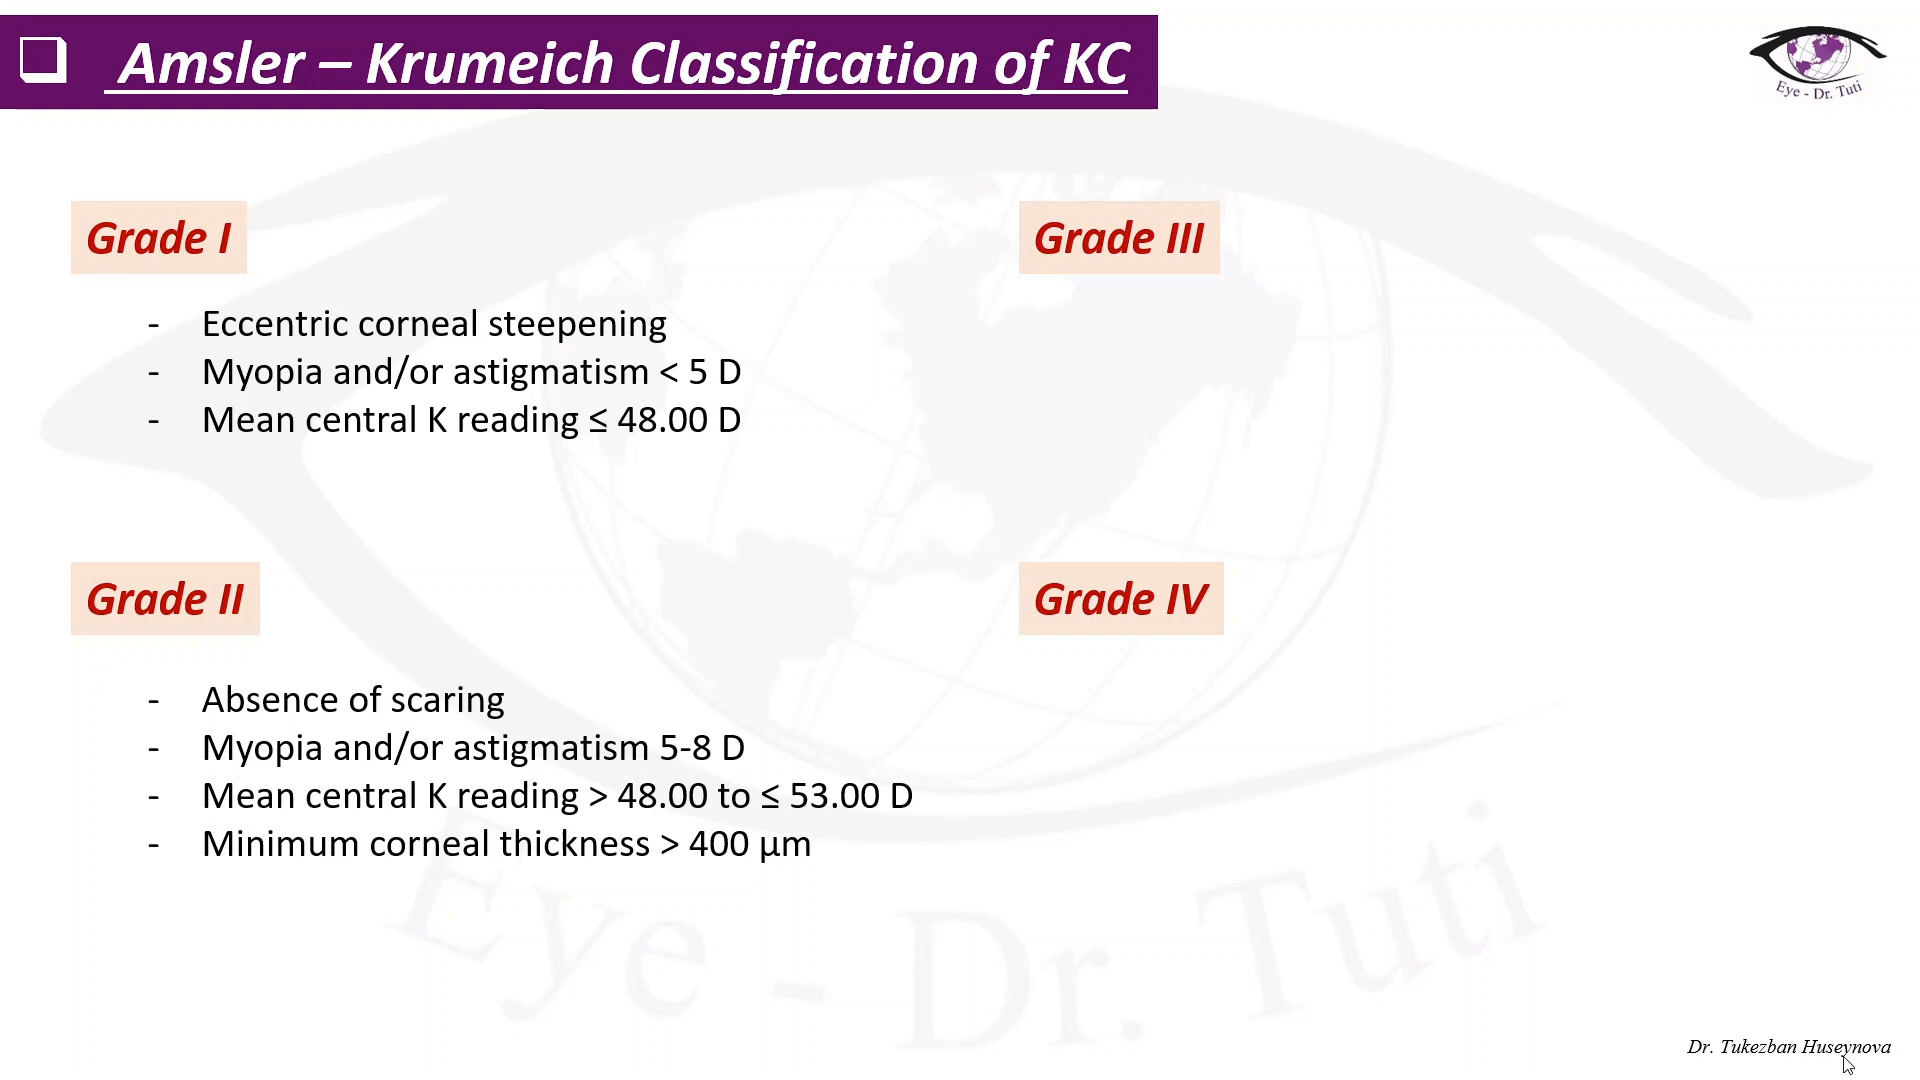 ❑ Amsler – Krumeich Classification of KC
Eye - Dr. Tuti
Grade I
- Eccentric corneal steepening
- Myopia and/or astigmatism < 5 D
- Mean central K reading ≤ 48.00 D
Grade II
- Absence of scaring
- Myopia and/or astigmatism 5-8 D
- Mean central K reading > 48.00 to ≤ 53.00 D
- Minimum corneal thickness > 400 µm
Grade III
Grade IV
Eye - Dr. Tuti
Dr. Tukezban Huseynova